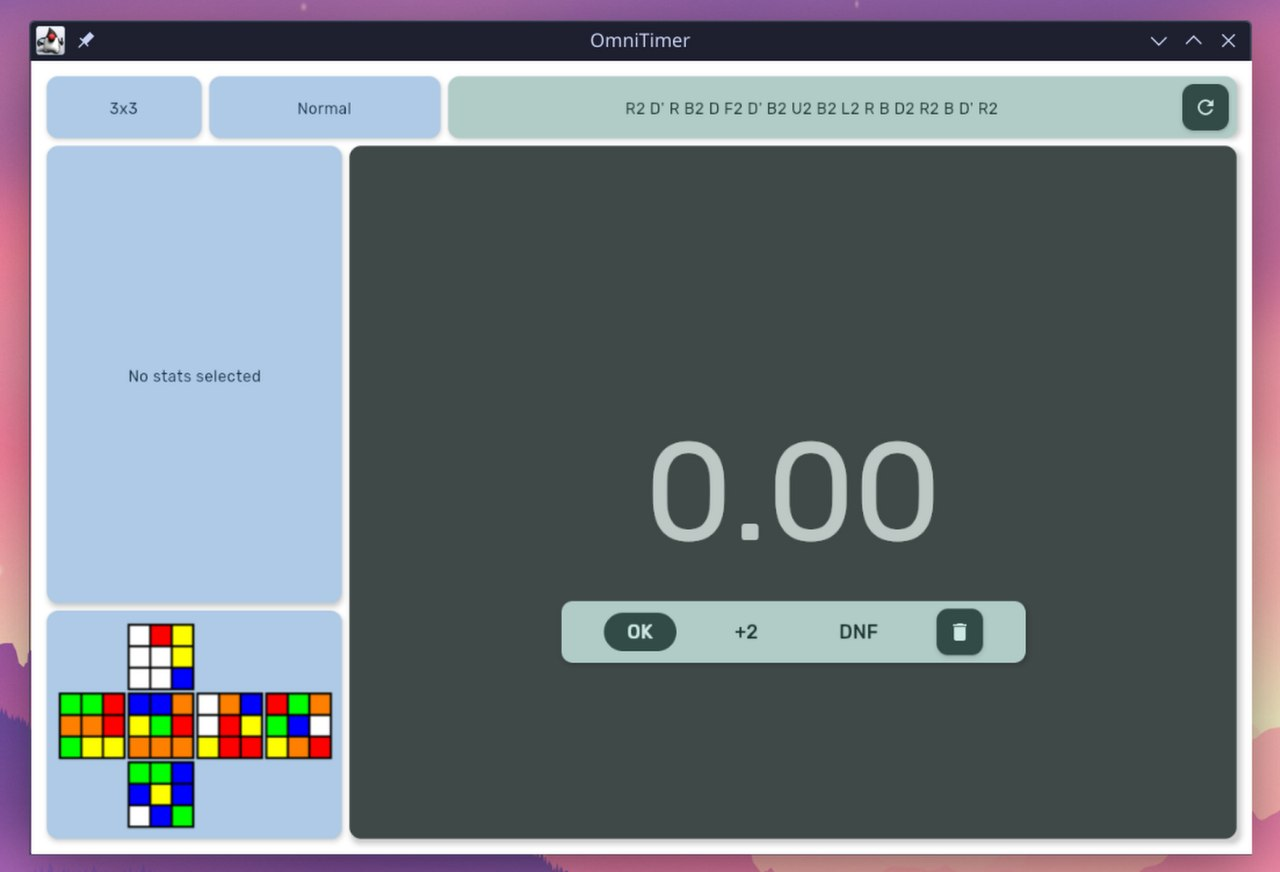 OmniTimer
3x3
Normal
R2 D' R B2 D F2 D' B2 U2 B2 L2 R B D2 R2 B D' R2
No stats selected
0.00
OK
+2
DNF